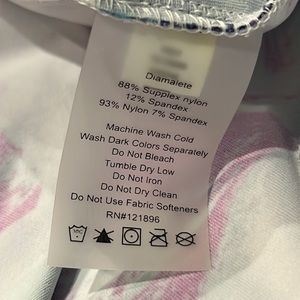 Diamalete
88% Supplex nylon
12% Spandex
93% Nylon 7% Spandex
Machine Wash Cold
Wash Dark Colors Separately
Do Not Bleach
Tumble Dry Low
Do Not Iron
Do Not Dry Clean
Do Not Use Fabric Softeners
RN#121896